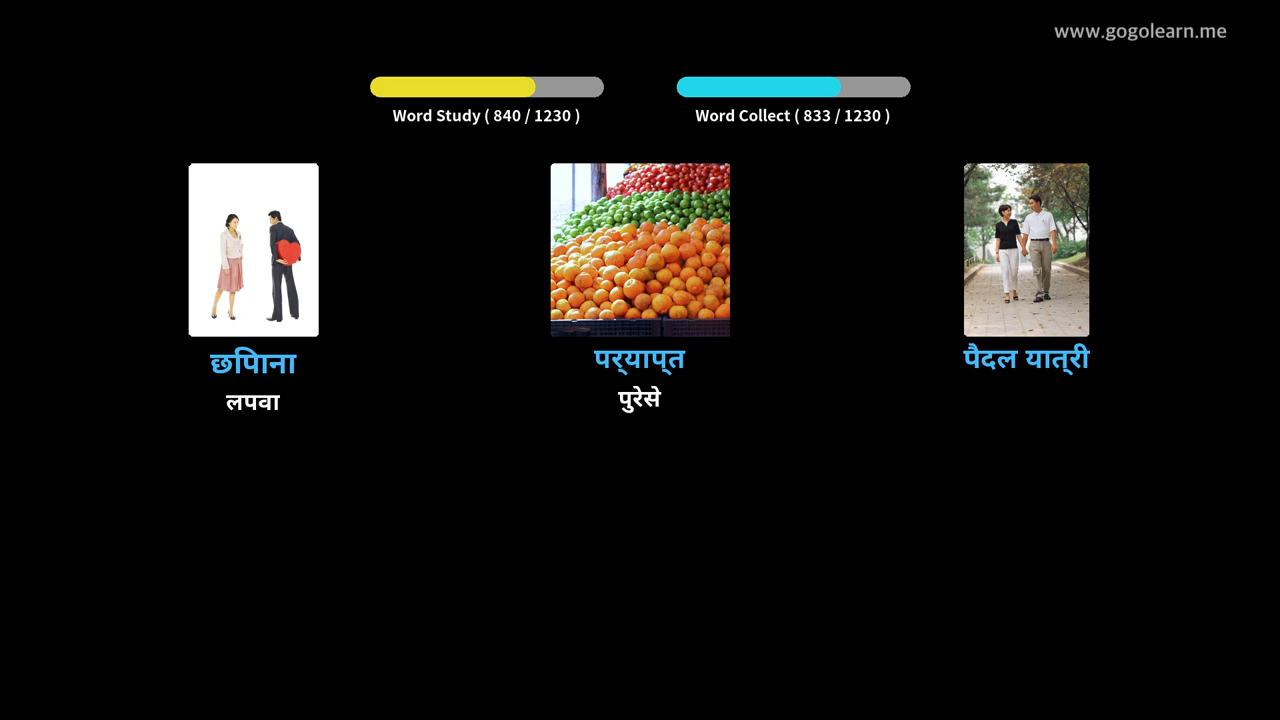 www.gogolearn.me
Word Study ( 840 / 1230 )
Word Collect ( 833 / 1230 )
छिपाना
लपवा
पर्याप्त
पुरेसे
पैदल यात्री